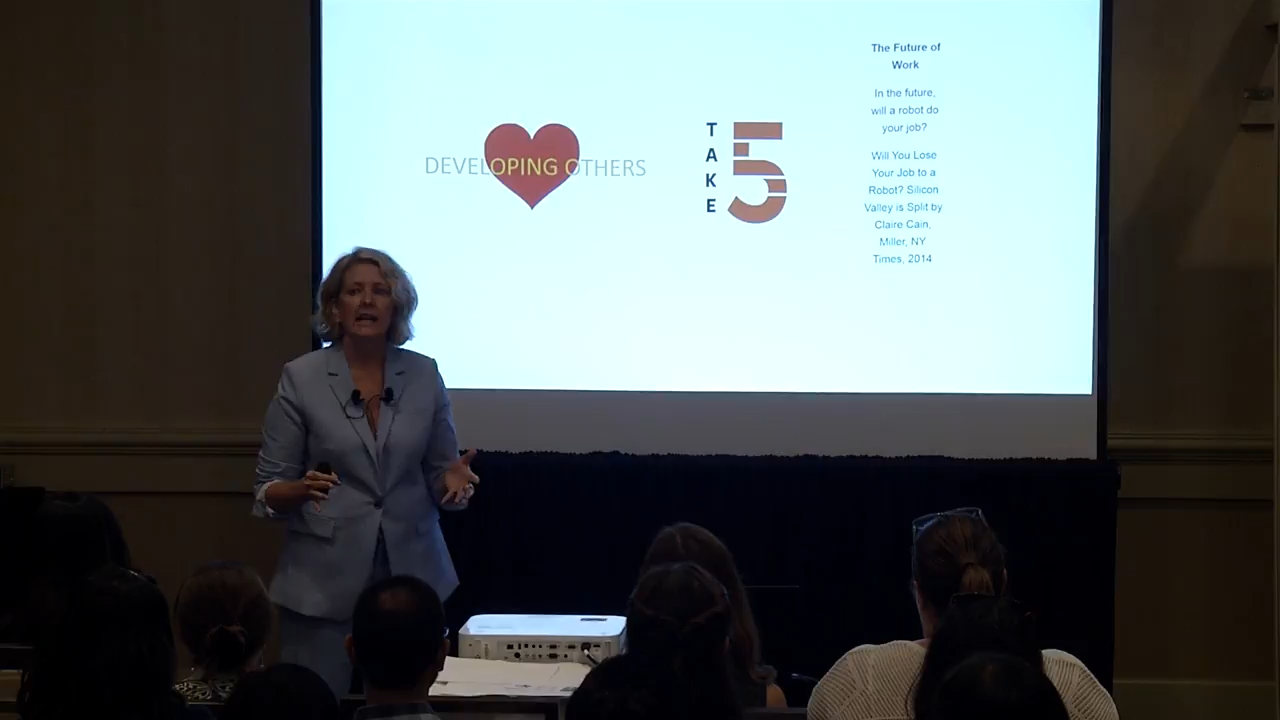 DEVELOPING OTHERS
TAKE
5
The Future of
Work
In the future,
will a robot do
your job?
Will You Lose
Your Job to a
Robot? Silicon
Valley is Split by
Claire Cain,
Miller, NY
Times, 2014